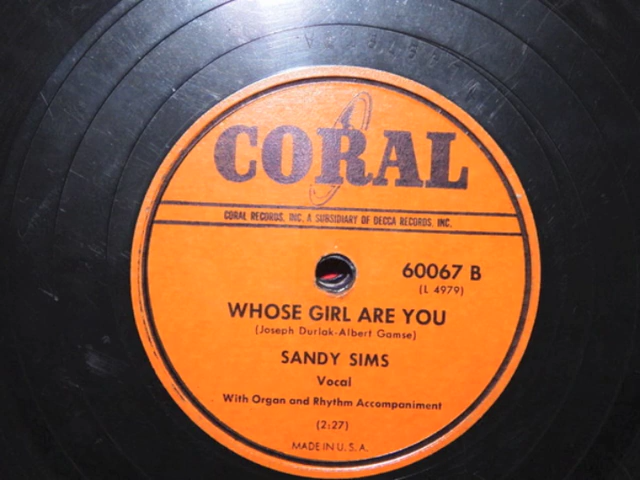 CORAL
CORAL RECORDS, INC. A SUBSIDIARY OF DECCA RECORDS, INC.
60067 B
(L 4979)
WHOSE GIRL ARE YOU
(Joseph Durlak-Albert Gamse)
SANDY SIMS
Vocal
With Organ and Rhythm Accompaniment
(2:27)
MADE IN U. S. A.